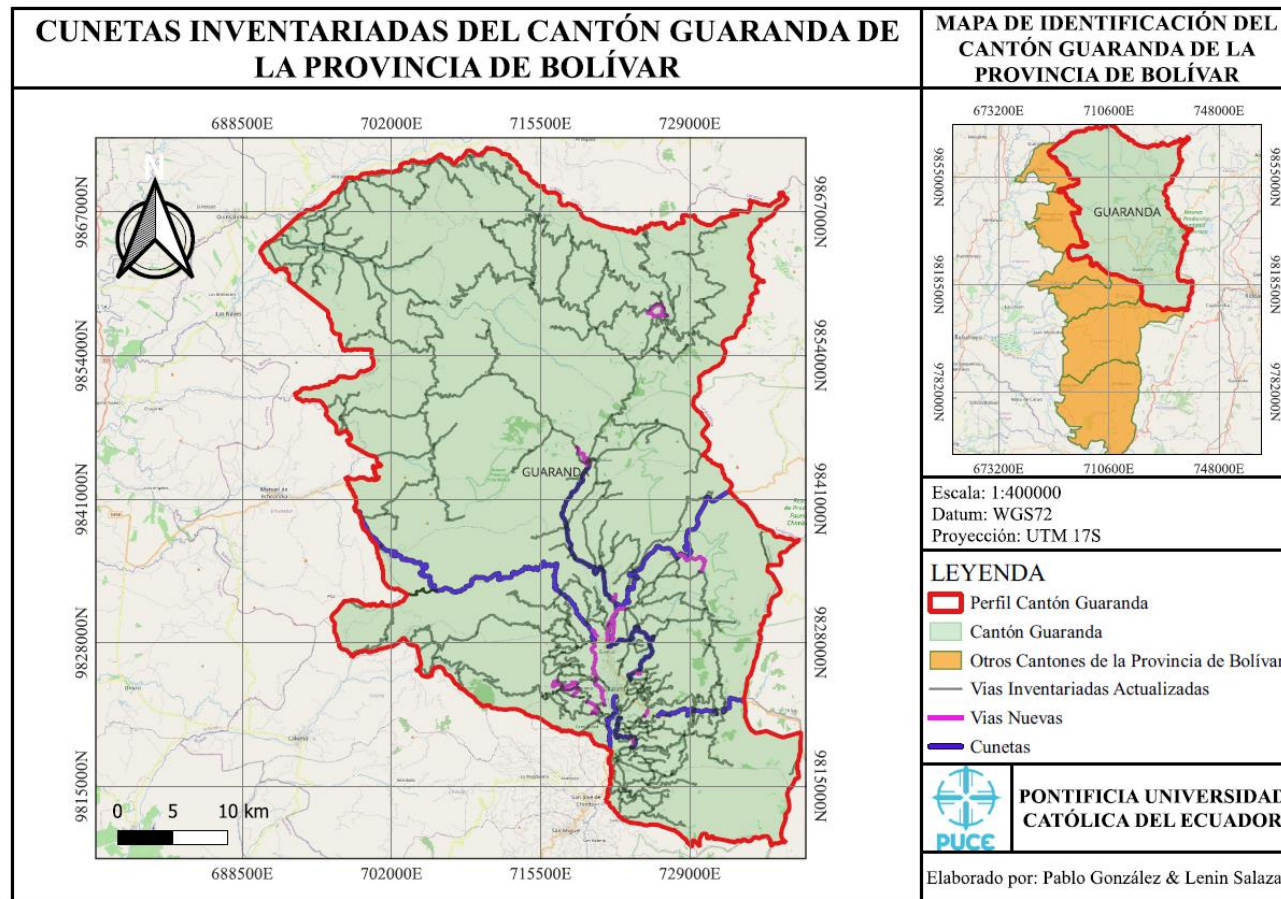 CUNETAS INVENTARIADAS DEL CANTÓN GUARANDA DE
LA PROVINCIA DE BOLÍVAR
688500E 702000E 715500E 729000E
N
9867000N
9854000N
9841000N
9828000N
9815000N
9867000N
9854000N
9841000N
9828000N
9815000N
GUARANDA
0 5 10 km
688500E 702000E 715500E 729000E
MAPA DE IDENTIFICACIÓN DEL
CANTÓN GUARANDA DE LA
PROVINCIA DE BOLÍVAR
673200E 710600E 748000E
9855000N
9818500N
9782000N
9855000N
9818500N
9782000N
GUARANDA
673200E 710600E 748000E
Escala: 1:400000
Datum: WGS72
Proyección: UTM 17S
LEYENDA
Perfil Cantón Guaranda
Cantón Guaranda
Otros Cantones de la Provincia de Bolívar
Vias Inventariadas Actualizadas
Vias Nuevas
Cunetas
PUCE
PONTIFICIA UNIVERSIDAD
CATÓLICA DEL ECUADOR
Elaborado por: Pablo González & Lenin Salaza